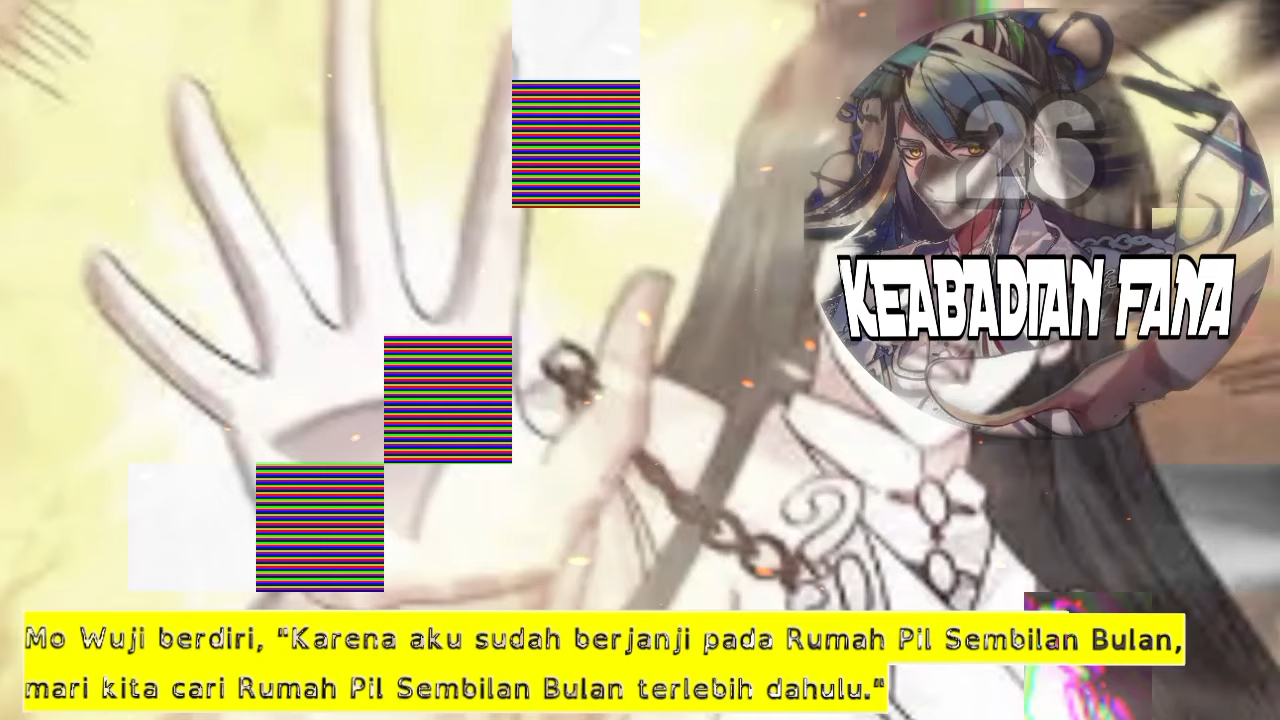 26
KEABADIAN FANA
Mo Wuji berdiri, "Karena aku sudah berjanji pada Rumah Pil Sembilan Bulan,
mari kita cari Rumah Pil Sembilan Bulan terlebih dahulu."